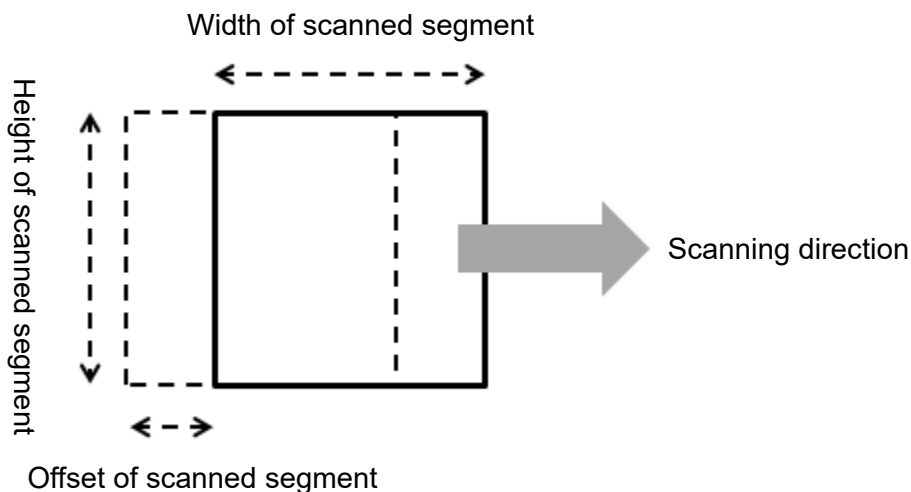 Width of scanned segment
Height of scanned segment
Scanning direction
Offset of scanned segment